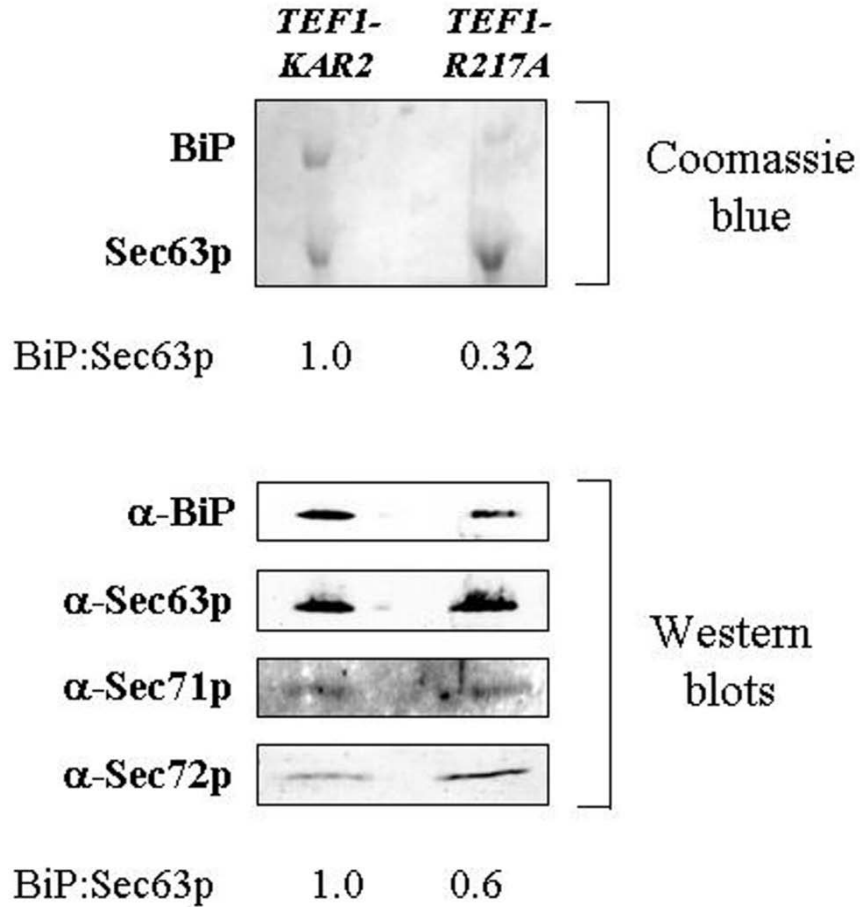 TEF1- TEF1-
KAR2 R217A
BiP
Sec63p
Coomassie
blue
BiP:Sec63p 1.0 0.32
α-BiP
α-Sec63p
α-Sec71p
α-Sec72p
Western
blots
BiP:Sec63p 1.0 0.6